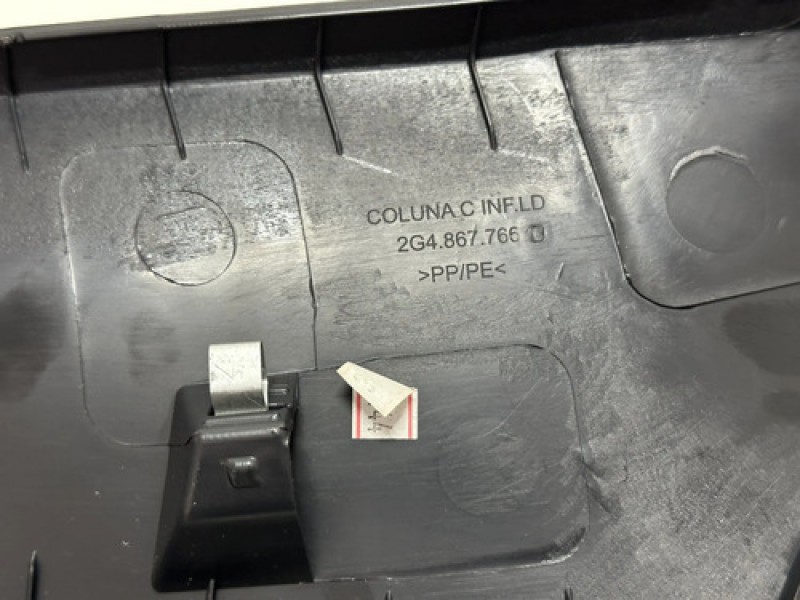 COLUNA C INF.LD
2G4.867.766
>PP/PE<